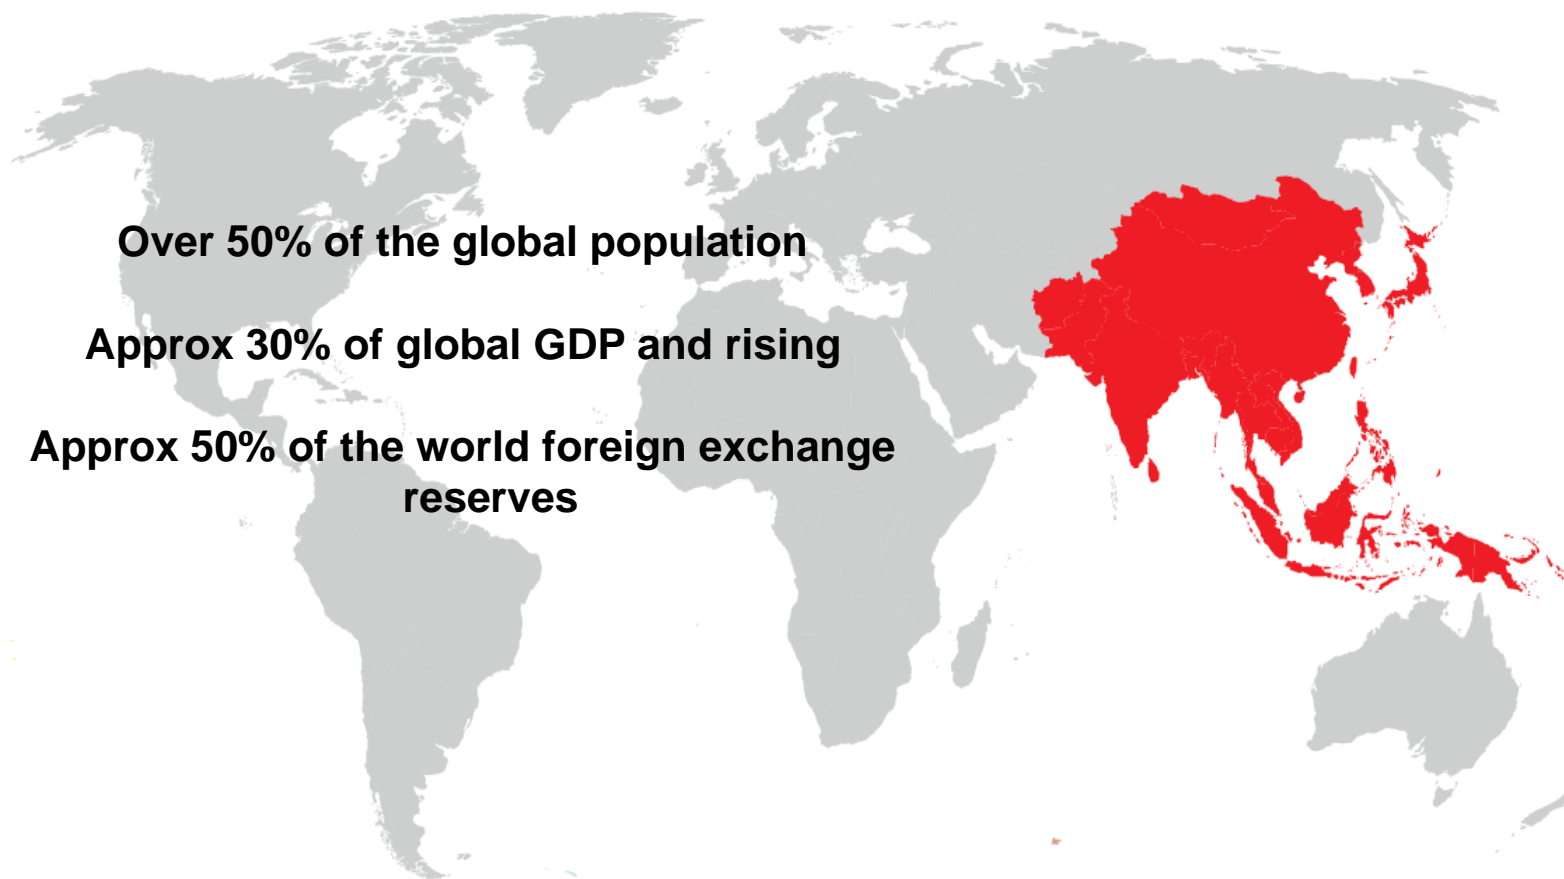 Over 50% of the global population
Approx 30% of global GDP and rising
Approx 50% of the world foreign exchange
reserves